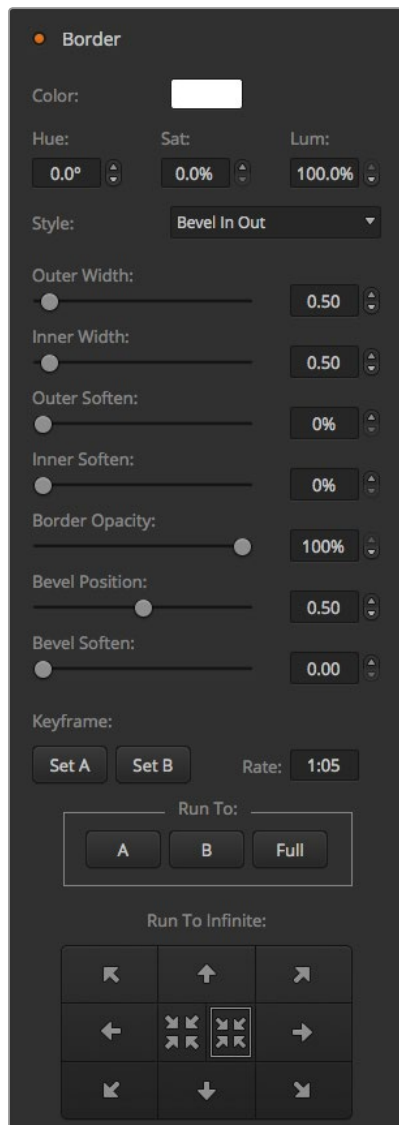 Border
Color:
Hue: Sat: Lum:
0.0° 0.0% 100.0%
Style: Bevel In Out
Outer Width:
0.50
Inner Width:
0.50
Outer Soften:
0%
Inner Soften:
0%
Border Opacity:
100%
Bevel Position:
0.50
Bevel Soften:
0.00
Keyframe:
Set A Set B Rate: 1:05
Run To:
A B Full
Run To Infinite: